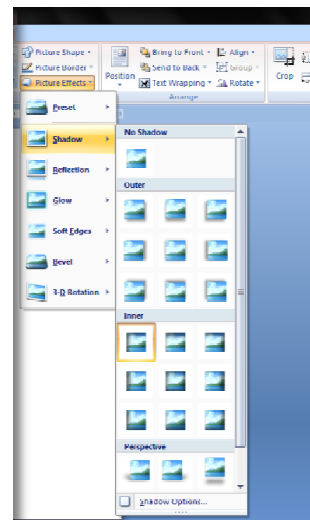 Picture Shape
Picture Border
Picture Effects
Position
Bring to Front
Send to Back
Text Wrapping
Align
Group
Rotate
Arrange
Crop
Preset
Shadow
Reflection
Glow
Soft Edges
Bevel
3-D Rotation
No Shadow
Outer
Inner
Perspective
Shadow Options...